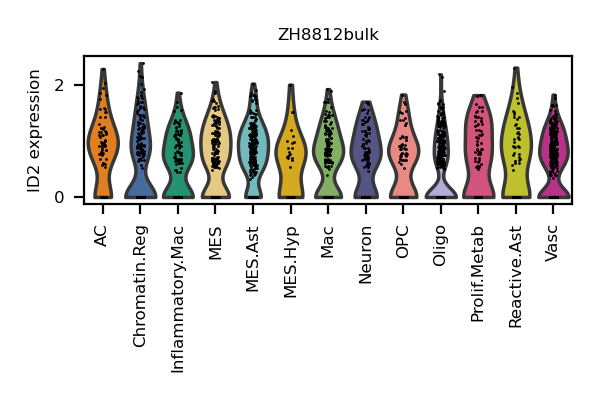 ZH8812bulk
ID2 expression
2
0
AC
Chromatin.Reg
Inflammatory.Mac
MES
MES.Ast
MES.Hyp
Mac
Neuron
OPC
Oligo
Prolif.Metab
Reactive.Ast
Vasc